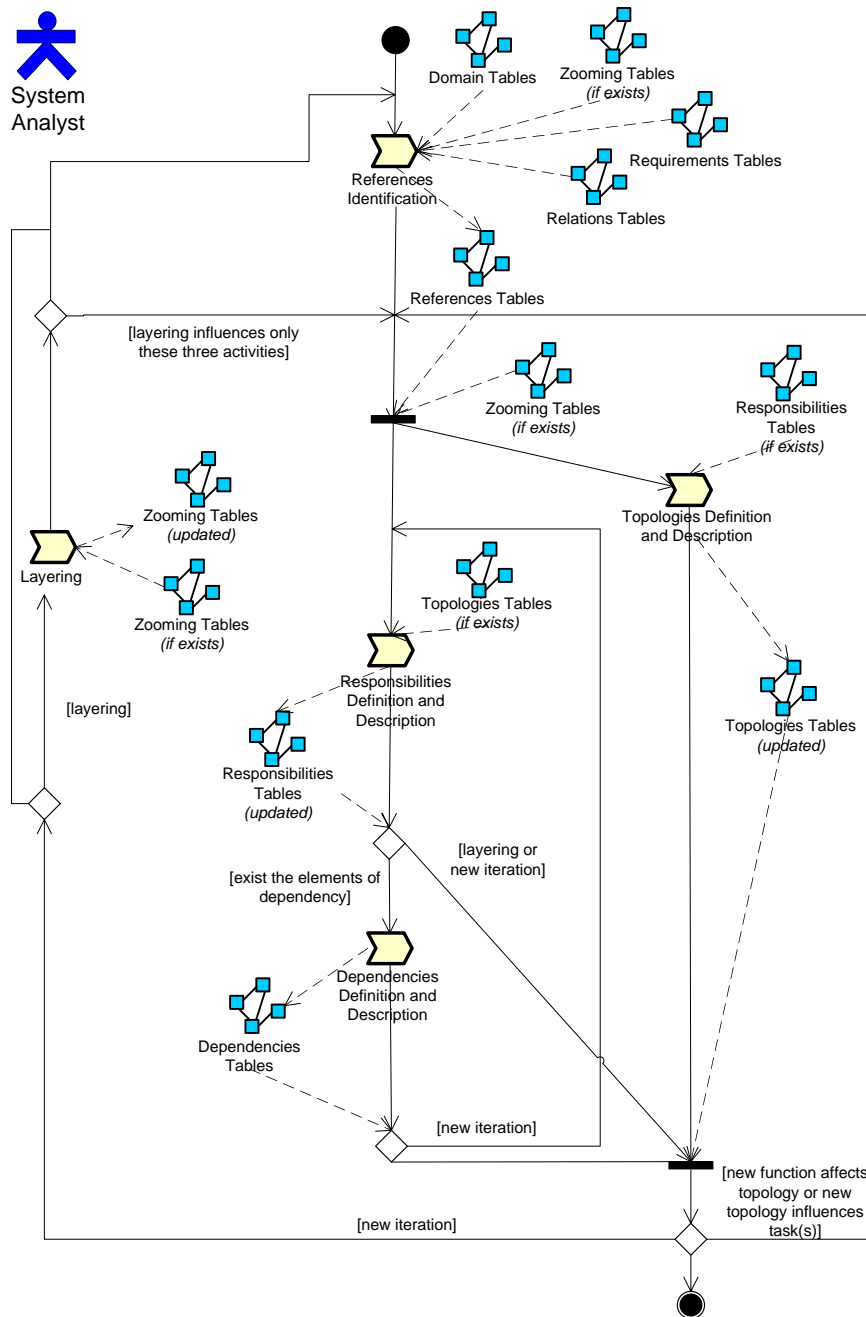 System
Analyst
Domain Tables
Zooming Tables
(if exists)
Requirements Tables
References
Identification
Relations Tables
References Tables
[layering influences only
these three activities]
Zooming Tables
(if exists)
Responsibilities
Tables
(if exists)
Zooming Tables
(updated)
Topologies Definition
and Description
Layering
Zooming Tables
(if exists)
Topologies Tables
(if exists)
Responsibilities
Definition and
Description
[layering]
Topologies Tables
(updated)
Responsibilities
Tables
(updated)
[layering or
new iteration]
[exist the elements of
dependency]
Dependencies
Definition and
Description
Dependencies
Tables
[new iteration]
[new function affects
topology or new
topology influences
task(s)]
[new iteration]